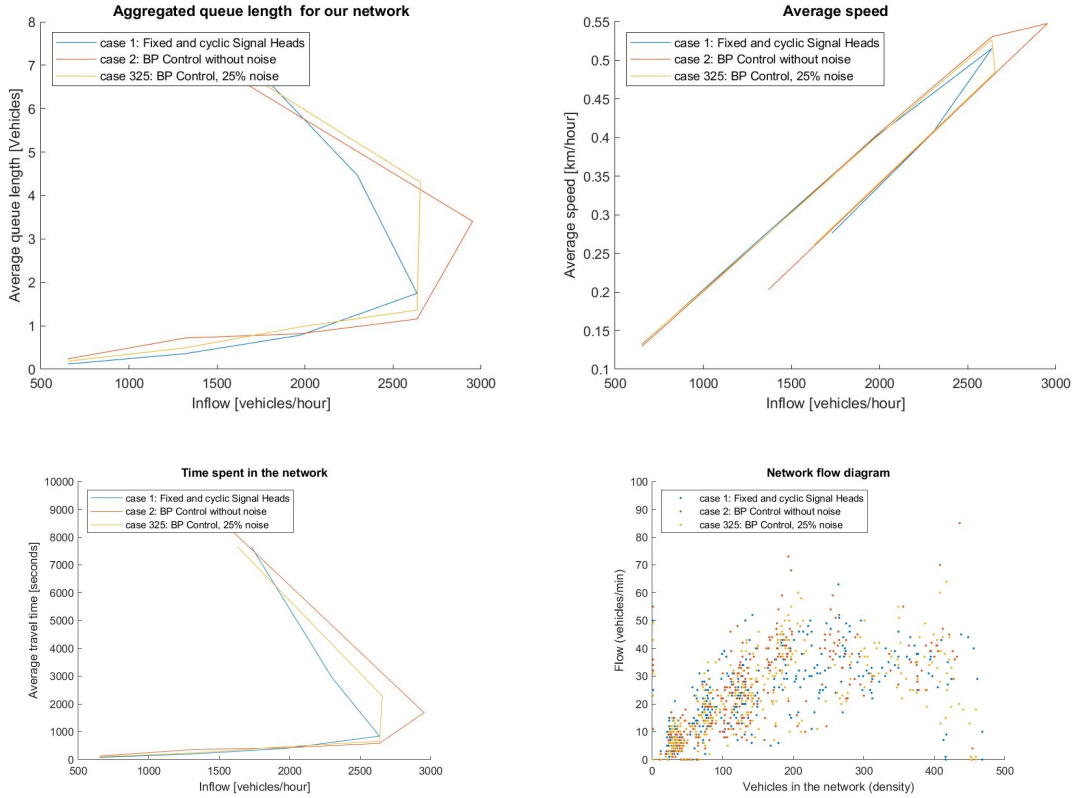 Aggregated queue length for our network
8
7
6
5
4
3
2
1
0
Average queue length [Vehicles]
case 1: Fixed and cyclic Signal Heads
case 2: BP Control without noise
case 325: BP Control, 25% noise
500 1000 1500 2000 2500 3000
Inflow [vehicles/hour]
Average speed
0.55
0.5
0.45
0.4
0.35
0.3
0.25
0.2
0.15
0.1
Average speed [km/hour]
case 1: Fixed and cyclic Signal Heads
case 2: BP Control without noise
case 325: BP Control, 25% noise
500 1000 1500 2000 2500 3000
Inflow [vehicles/hour]
Time spent in the network
10000
9000
8000
7000
6000
5000
4000
3000
2000
1000
0
Average travel time [seconds]
case 1: Fixed and cyclic Signal Heads
case 2: BP Control without noise
case 325: BP Control, 25% noise
500 1000 1500 2000 2500 3000
Inflow [vehicles/hour]
Network flow diagram
100
90
80
70
60
50
40
30
20
10
0
Flow (vehicles/min)
case 1: Fixed and cyclic Signal Heads
case 2: BP Control without noise
case 325: BP Control, 25% noise
0 100 200 300 400 500
Vehicles in the network (density)